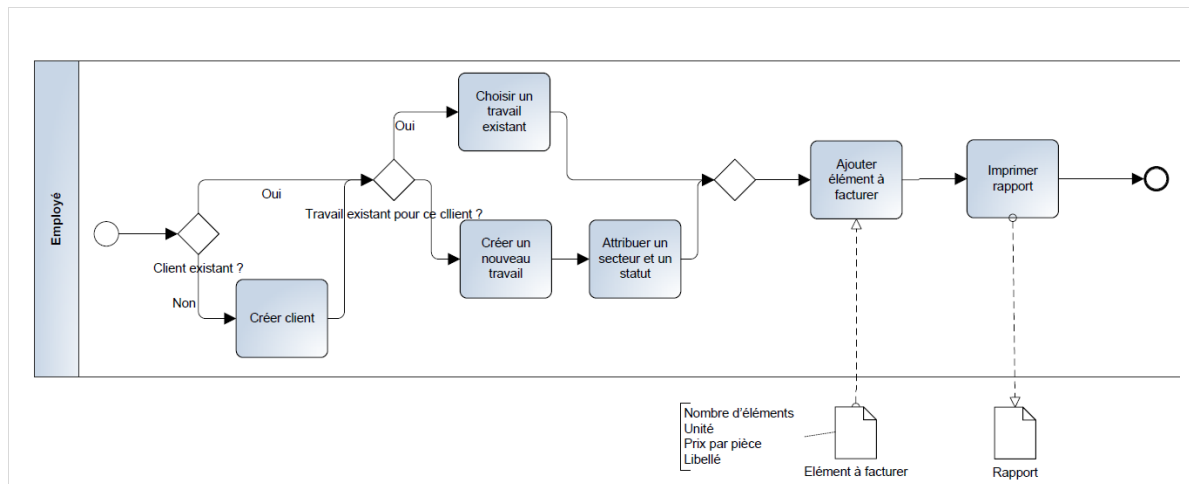 Employé
Client existant ?
Oui
Non
Créer client
Travail existant pour ce cllient ?
Oui
Choisir un
travail
existant
Créer un
nouveau
travail
Attribuer un
secteur et un
statut
Ajouter
élément à
facturer
Imprimer
rapport
Nombre d'éléments
Unité
Prix par pièce
Libellé
Elément à facturer
Rapport